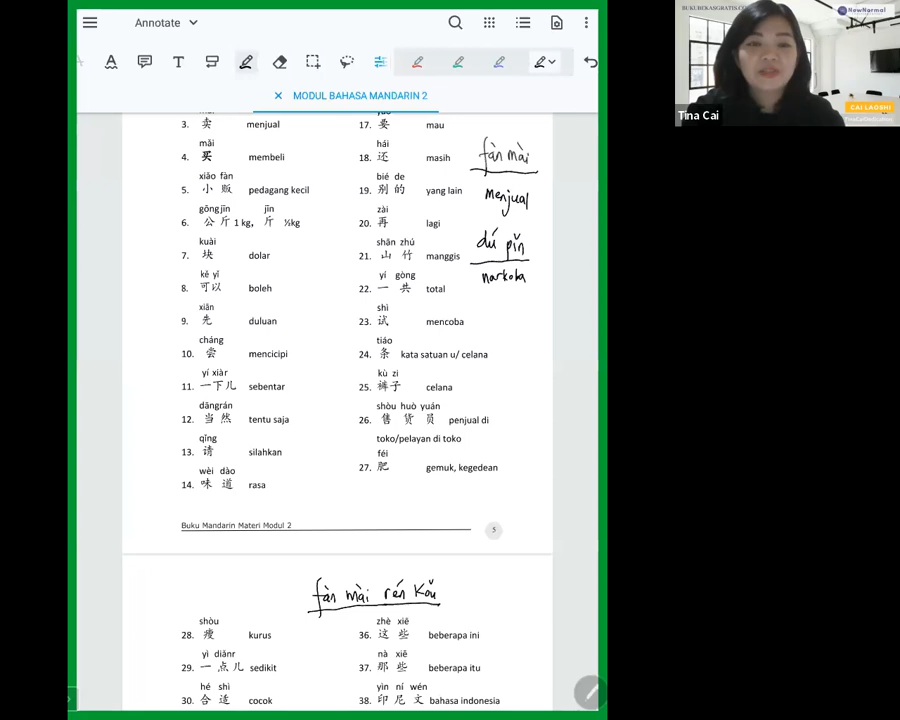 Annotate
MODUL BAHASA MANDARIN 2
3. 卖 menjual
mǎi
4. 买 membeli
xiǎo fàn
5. 小贩 pedagang kecil
gōngjīn jīn
6. 公斤 1 kg, 斤 ½kg
kuài
7. 块 dolar
kě yǐ
8. 可以 boleh
xiān
9. 先 duluan
cháng
10. 尝 mencicipi
yí xiàr
11. 一下儿 sebentar
dāngrán
12. 当然 tentu saja
qǐng
13. 请 silahkan
wèi dào
14. 味道 rasa
17. 要 mau
hái
18. 还 masih
bié de
19. 别的 yang lain
zài
20. 再 lagi
shān zhú
21. 山竹 manggis
yí gòng
22. 一共 total
shì
23. 试 mencoba
tiáo
24. 条 kata satuan u/ celana
kù zi
25. 裤子 celana
shòu huò yuán
26. 售货员 penjual di
toko/pelayan di toko
féi
27. 肥 gemuk, kegedean
fàn mài
menjual
dú pǐn
narkoba
Buku Mandarin Materi Modul 2
5
fàn mài rén kǒu
shòu
28. 瘦 kurus
yì diǎnr
29. 一点儿 sedikit
hé shì
30. 合适 cocok
zhè xiē
36. 这些 beberapa ini
nà xiē
37. 那些 beberapa itu
yìn ní wén
38. 印尼文 bahasa indonesia
NewNormal
Tina Cai
CAI LAOSHI